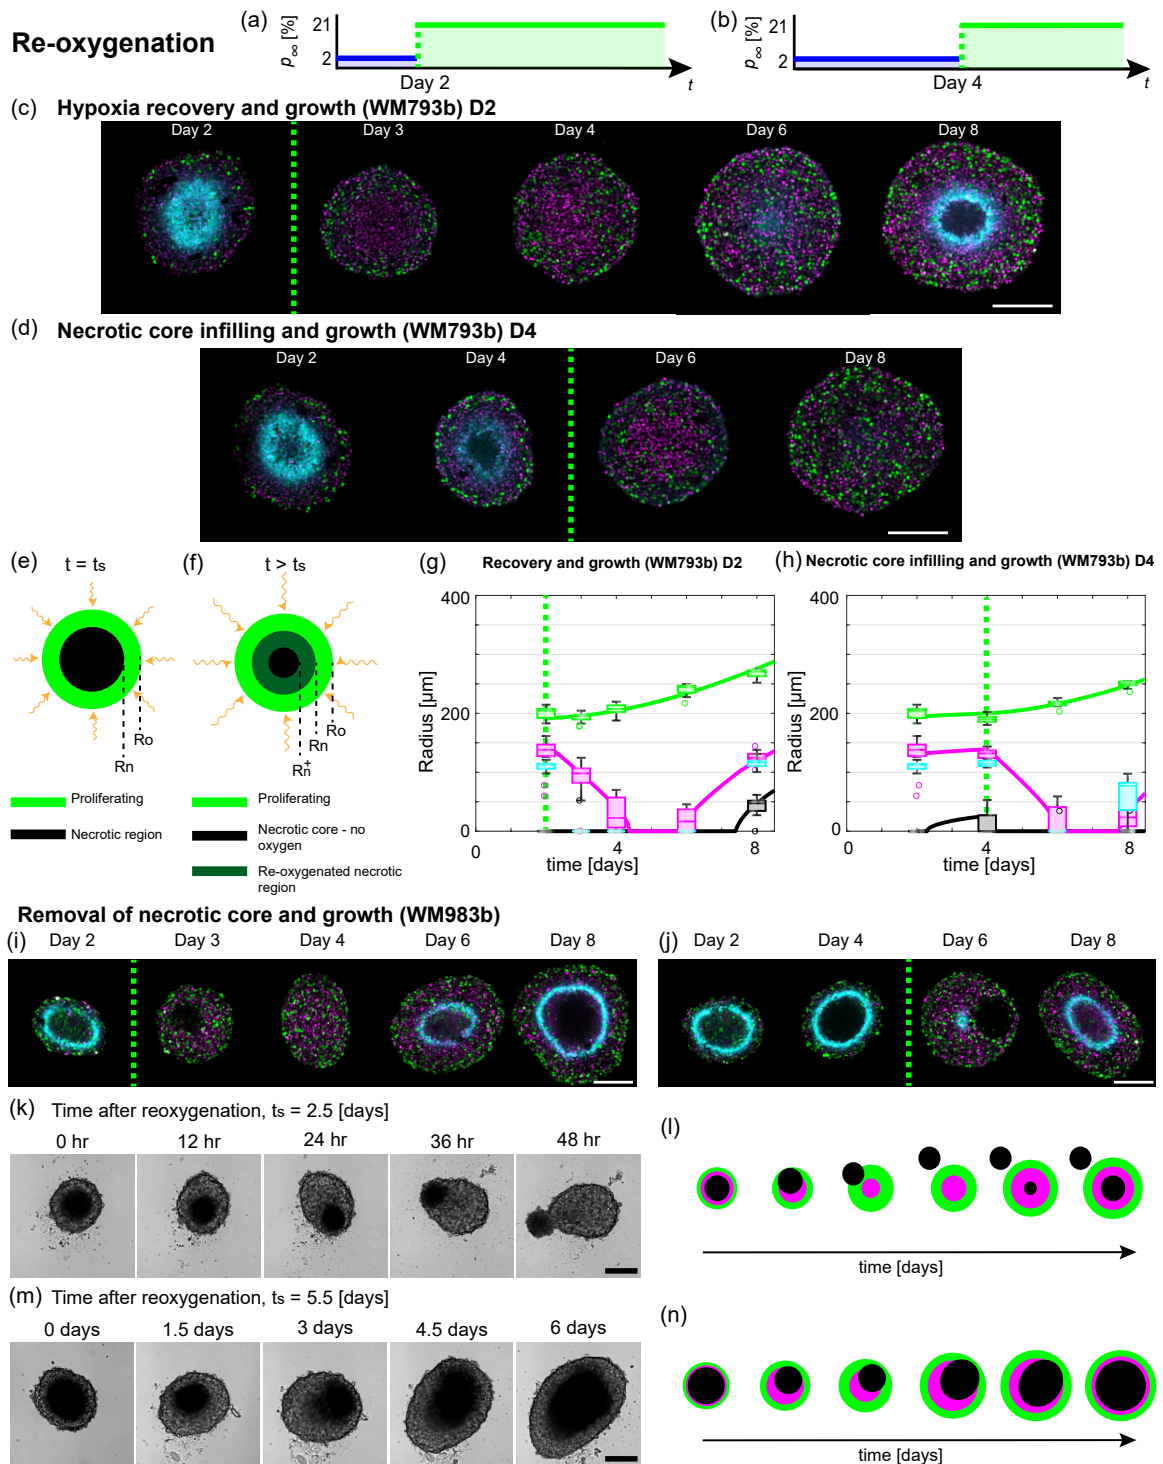 Re-oxygenation
(a)
p∞ [%]
21
2
Day 2
t
(b)
p∞ [%]
21
2
Day 4
t
(c) Hypoxia recovery and growth (WM793b) D2
Day 2 Day 3 Day 4 Day 6 Day 8
(d) Necrotic core infilling and growth (WM793b) D4
Day 2 Day 4 Day 6 Day 8
(e) t = ts
Rn Ro
Proliferating
Necrotic region
(f) t > ts
Rn+ Rn Ro
Proliferating
Necrotic core - no
oxygen
Re-oxygenated necrotic
region
(g) Recovery and growth (WM793b) D2
Radius [µm]
400
200
0
0 4 8
time [days]
(h) Necrotic core infilling and growth (WM793b) D4
Radius [µm]
400
200
0
0 4 8
time [days]
Removal of necrotic core and growth (WM983b)
(i) Day 2 Day 3 Day 4 Day 6 Day 8
(j) Day 2 Day 4 Day 6 Day 8
(k) Time after reoxygenation, ts = 2.5 [days]
0 hr 12 hr 24 hr 36 hr 48 hr
(l)
time [days]
(m) Time after reoxygenation, ts = 5.5 [days]
0 days 1.5 days 3 days 4.5 days 6 days
(n)
time [days]